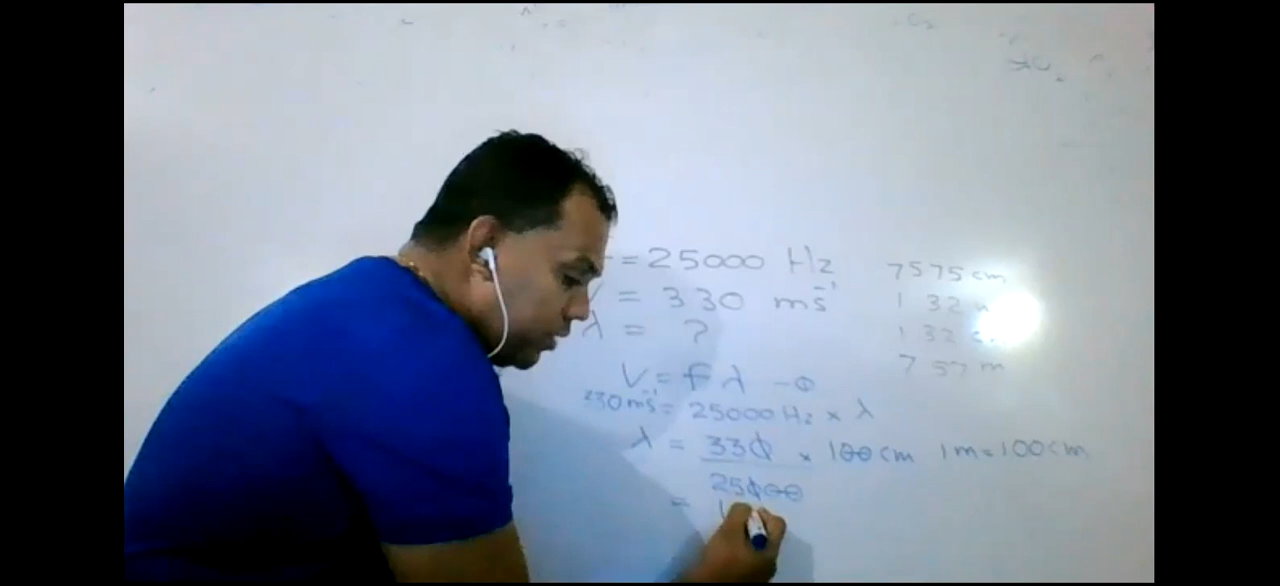 = 25000 Hz
= 330 ms⁻¹
λ = ?
7575 cm
1 32
1 32
7 57 m
V = f λ –①
330 ms⁻¹ = 25000 Hz × λ
λ = 330 × 100 cm 1 m = 100 cm
25000
=